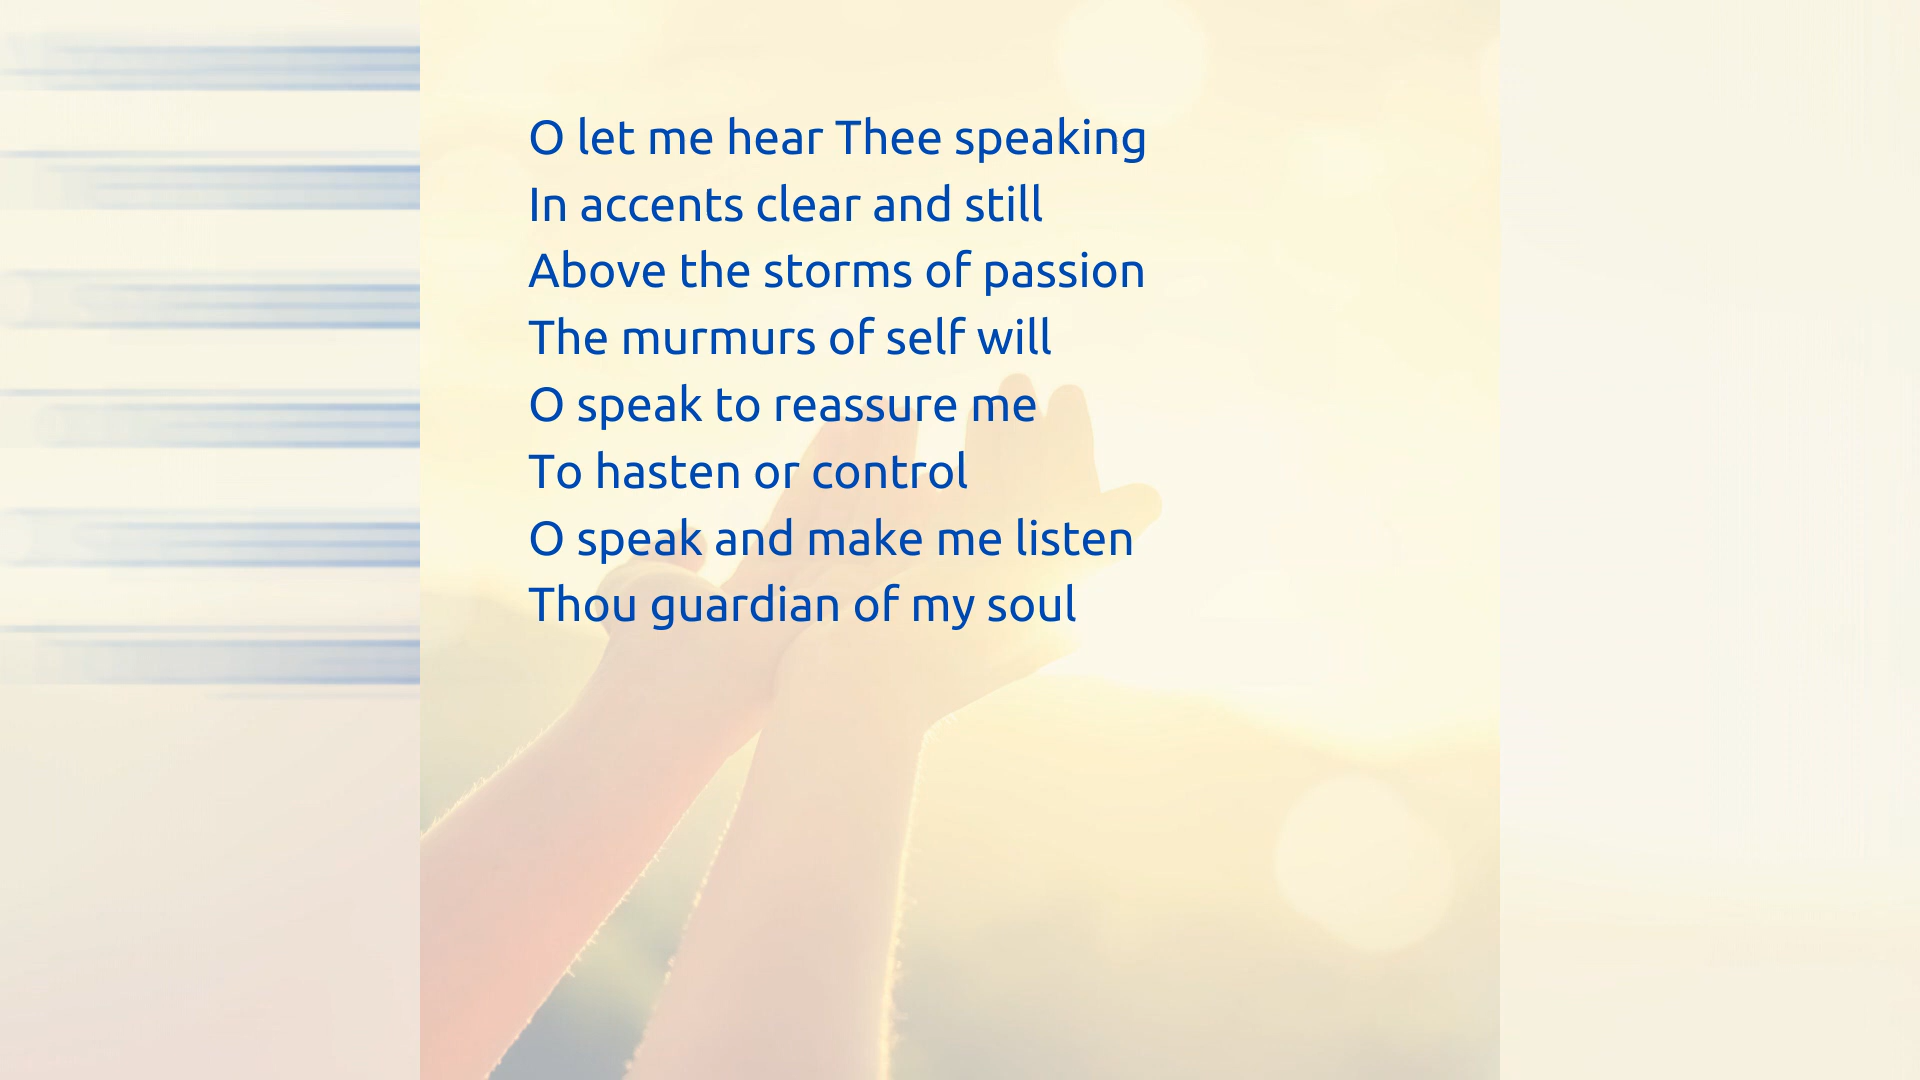 O let me hear Thee speaking
In accents clear and still
Above the storms of passion
The murmurs of self will
O speak to reassure me
To hasten or control
O speak and make me listen
Thou guardian of my soul